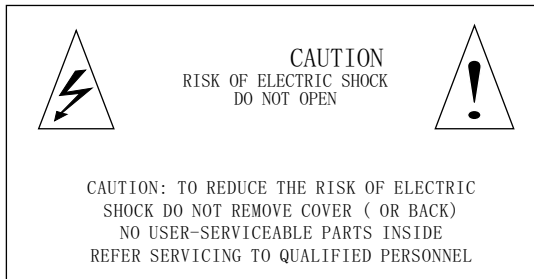 CAUTION
RISK OF ELECTRIC SHOCK
DO NOT OPEN
CAUTION: TO REDUCE THE RISK OF ELECTRIC
SHOCK DO NOT REMOVE COVER ( OR BACK)
NO USER-SERVICEABLE PARTS INSIDE
REFER SERVICING TO QUALIFIED PERSONNEL